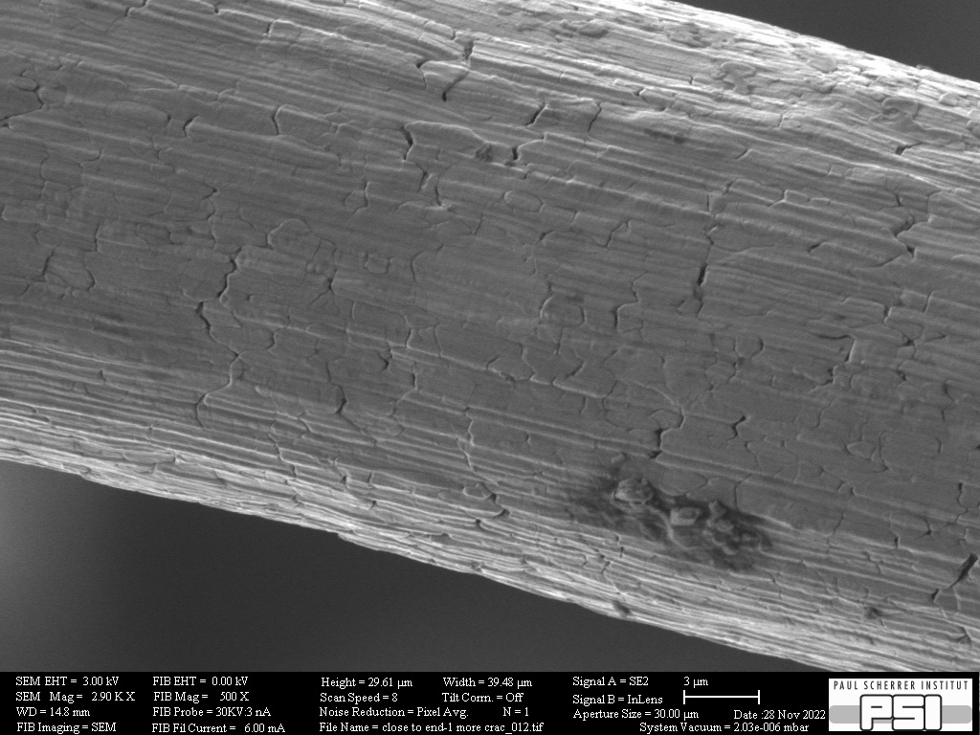 SEM EHT = 3.00 kV
SEM Mag = 2.90 K X
WD = 14.8 mm
FIB Imaging = SEM
FIB EHT = 0.00 kV
FIB Mag = 500 X
FIB Probe = 30KV:3 nA
FIB Fil Current = 6.00 mA
Height = 29.61 µm
Width = 39.48 µm
Scan Speed = 8
Tilt Corrn. = Off
Noise Reduction = Pixel Avg.
N = 1
File Name = close to end-1 more crac_012.tif
Signal A = SE2
Signal B = InLens
Aperture Size = 30.00 µm
3 µm
Date :28 Nov 2022
System Vacuum = 2.03e-006 mbar
PAUL SCHERRER INSTITUT
PSI